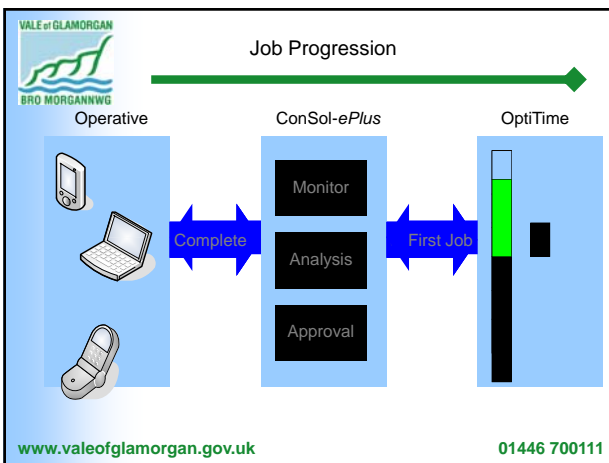 VALE of GLAMORGAN
BRO MORGANNWG
Job Progression
Operative
ConSol-ePlus
OptiTime
Monitor
Complete
First Job
Analysis
Approval
www.valeofglamorgan.gov.uk
01446 700111